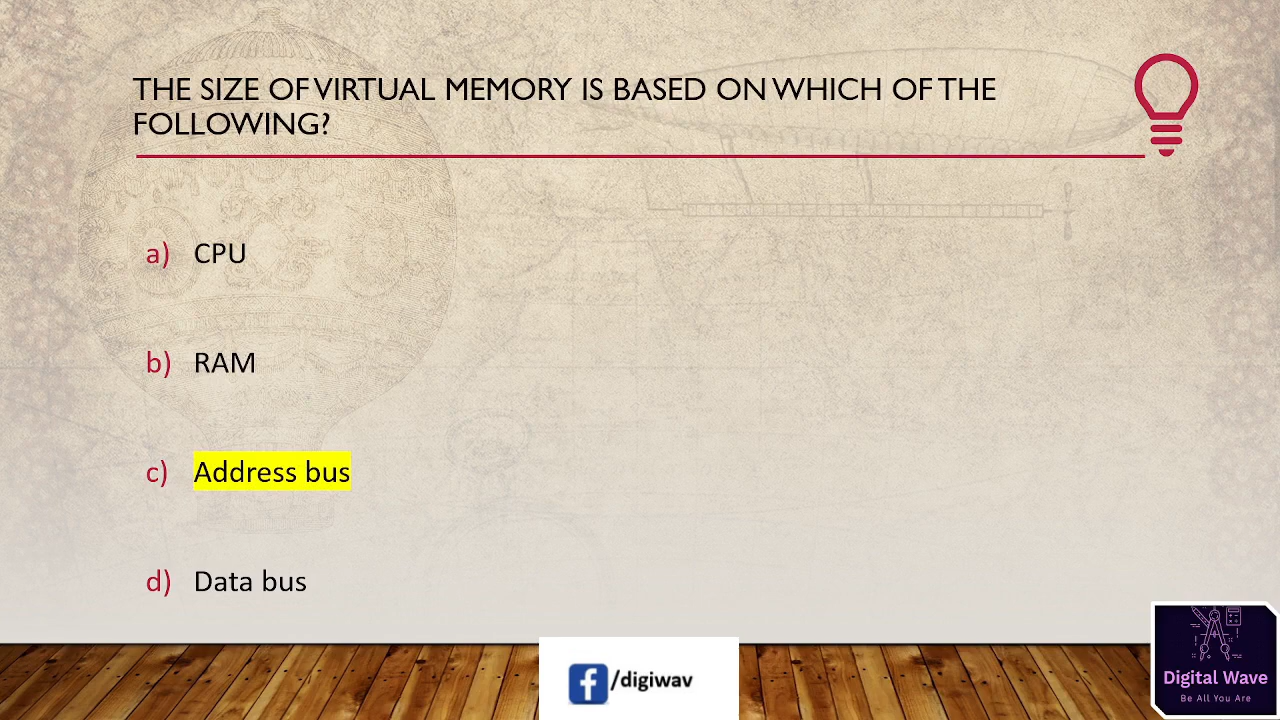 THE SIZE OF VIRTUAL MEMORY IS BASED ON WHICH OF THE
FOLLOWING?
a) CPU
b) RAM
c) Address bus
d) Data bus
f/digiwav
Digital Wave
Be All You Are